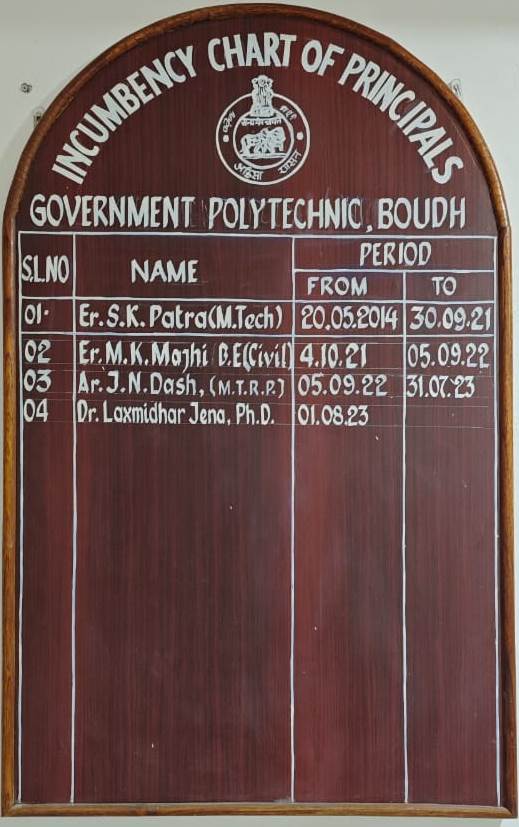 INCUMBENCY CHART OF PRINCIPALS
GOVERNMENT POLYTECHNIC, BOUDH
S.L.NO NAME PERIOD
FROM TO
01. Er. S.K. Patra (M.Tech) 20.05.2014 30.09.21
02 Er. M.K. Majhi B.E(Civil) 4.10.21 05.09.22
03 Ar. J.N. Dash, (M.T.R.P.) 05.09.22 31.07.23
04 Dr. Laxmidhar Jena, Ph.D. 01.08.23